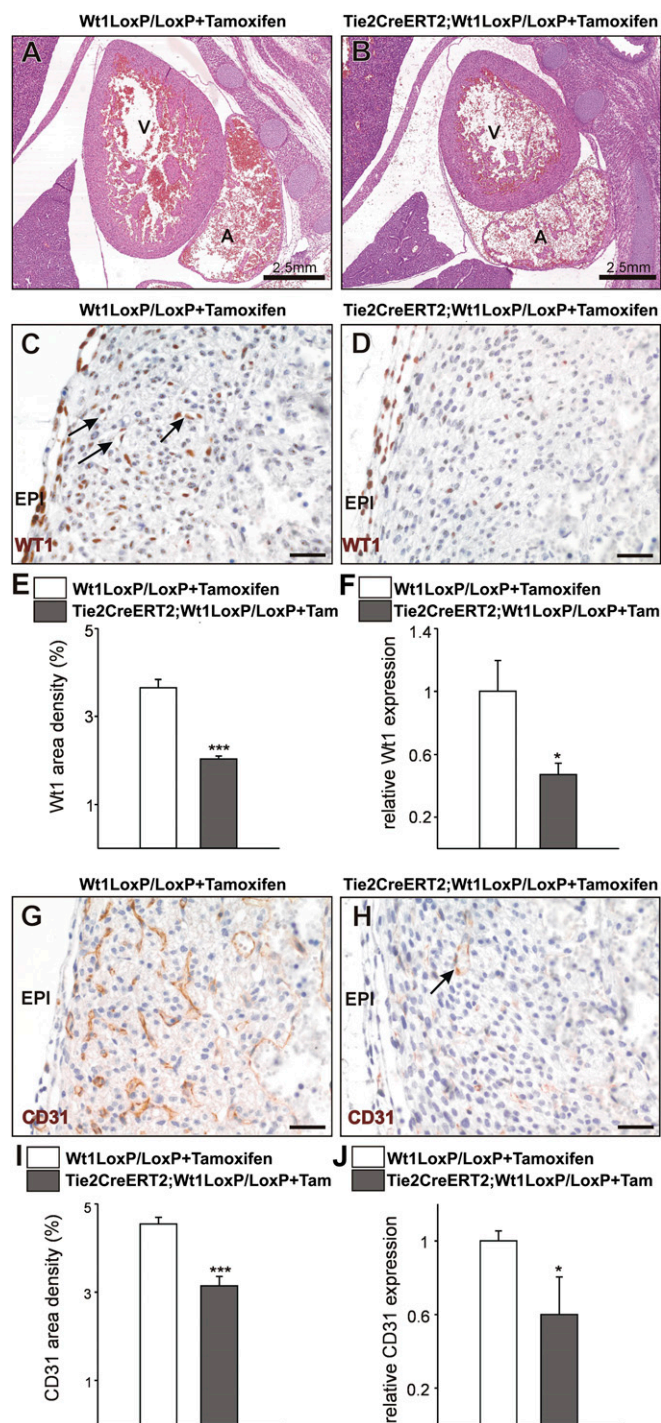 Wt1LoxP/LoxP+Tamoxifen Tie2CreERT2;Wt1LoxP/LoxP+Tamoxifen
A B
V V
A A
2.5mm 2.5mm
Wt1LoxP/LoxP+Tamoxifen Tie2CreERT2;Wt1LoxP/LoxP+Tamoxifen
C D
EPI EPI
WT1 WT1
E Wt1LoxP/LoxP+Tamoxifen F Wt1LoxP/LoxP+Tamoxifen
Tie2CreERT2;Wt1LoxP/LoxP+Tam Tie2CreERT2;Wt1LoxP/LoxP+Tam
Wt1 area density (%)
5
3
1
***
relative Wt1 expression
1.4
1
0.6
0.2
*
Wt1LoxP/LoxP+Tamoxifen Tie2CreERT2;Wt1LoxP/LoxP+Tamoxifen
G H
EPI EPI
CD31 CD31
I Wt1LoxP/LoxP+Tamoxifen J Wt1LoxP/LoxP+Tamoxifen
Tie2CreERT2;Wt1LoxP/LoxP+Tam Tie2CreERT2;Wt1LoxP/LoxP+Tam
CD31 area density (%)
5
3
1
***
relative CD31 expression
1
0.6
0.2
*